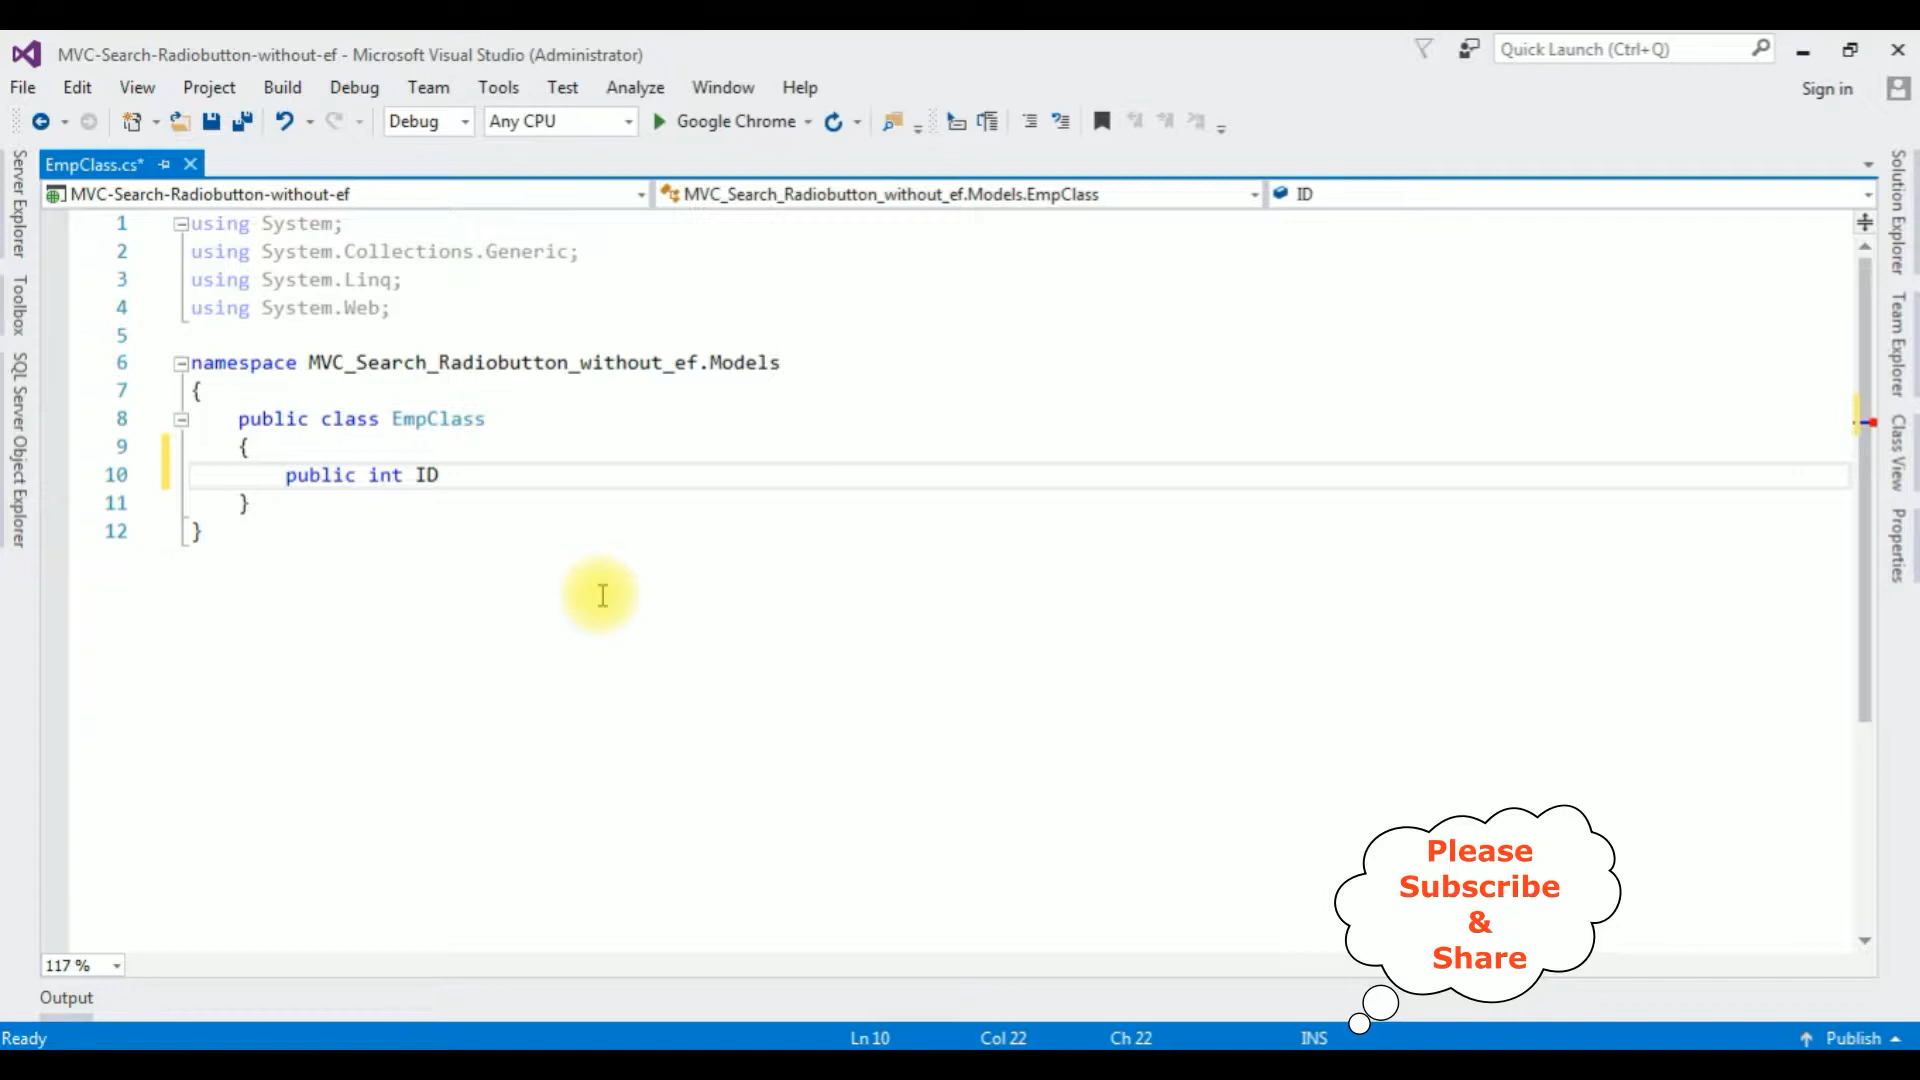 MVC-Search-Radiobutton-without-ef - Microsoft Visual Studio (Administrator)
Quick Launch (Ctrl+Q)
File Edit View Project Build Debug Team Tools Test Analyze Window Help
Sign in
Debug Any CPU Google Chrome
EmpClass.cs*
MVC-Search-Radiobutton-without-ef MVC_Search_Radiobutton_without_ef.Models.EmpClass ID
Server Explorer
Toolbox
SQL Server Object Explorer
1 using System;
2 using System.Collections.Generic;
3 using System.Linq;
4 using System.Web;
5
6 namespace MVC_Search_Radiobutton_without_ef.Models
7 {
8 public class EmpClass
9 {
10 public int ID
11 }
12 }
Solution Explorer
Team Explorer
Class View
Properties
Please
Subscribe
&
Share
117 %
Output
Ready Ln 10 Col 22 Ch 22 INS Publish